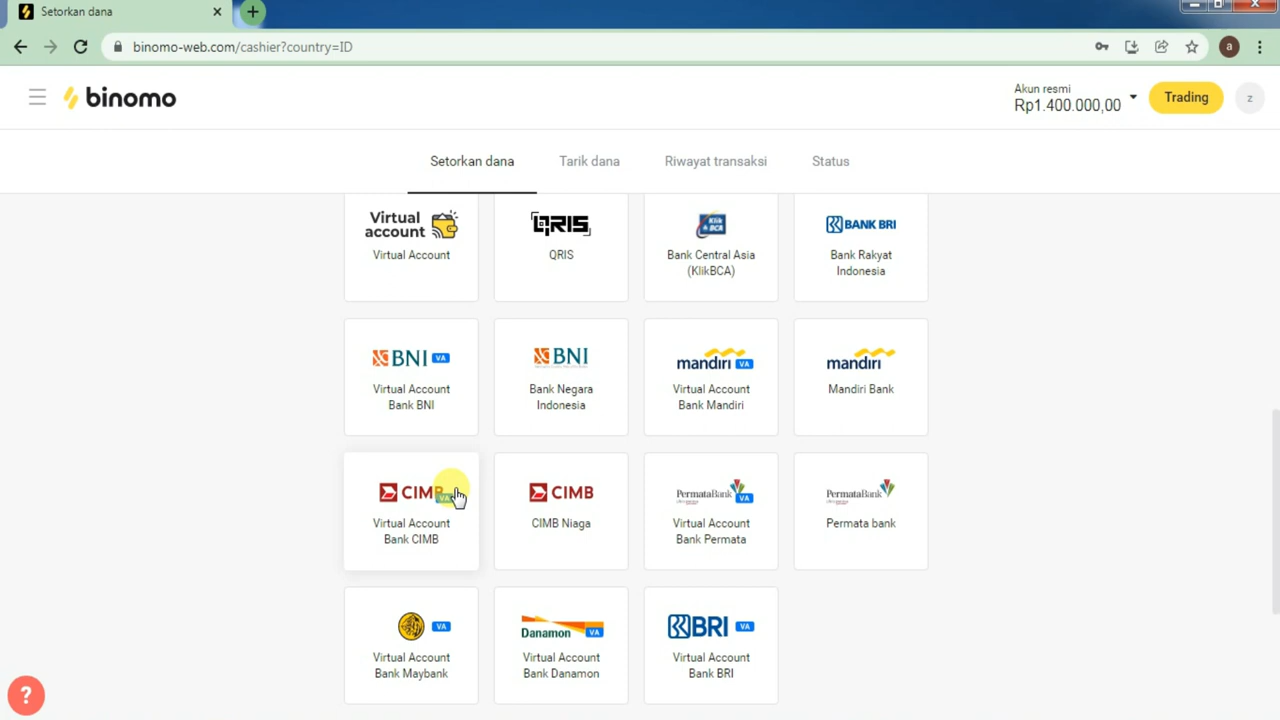 Setorkan dana
binomo-web.com/cashier?country=ID
a
binomo
Akun resmi
Rp1.400.000,00
Trading
z
Setorkan dana
Tarik dana
Riwayat transaksi
Status
Virtual
account
Virtual Account
QRIS
QRIS
Klik
BCA
Bank Central Asia
(KlikBCA)
BANK BRI
Bank Rakyat
Indonesia
BNI VA
Virtual Account
Bank BNI
BNI
Bank Negara
Indonesia
mandiri VA
Virtual Account
Bank Mandiri
mandiri
Mandiri Bank
CIMB VA
Virtual Account
Bank CIMB
CIMB
CIMB Niaga
PermataBank VA
Virtual Account
Bank Permata
PermataBank
Permata bank
VA
Virtual Account
Bank Maybank
Danamon VA
Virtual Account
Bank Danamon
BRI VA
Virtual Account
Bank BRI
?